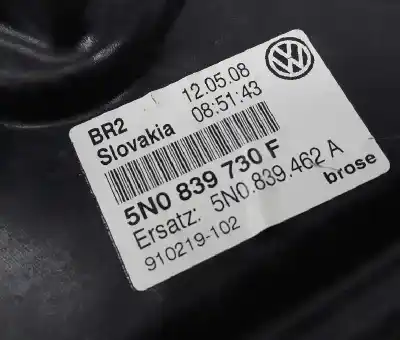 BR2 12.05.08
Slovakia 08:51:43
5N0 839 730 F
Ersatz: 5N0.839.462 A
910219-102 brose